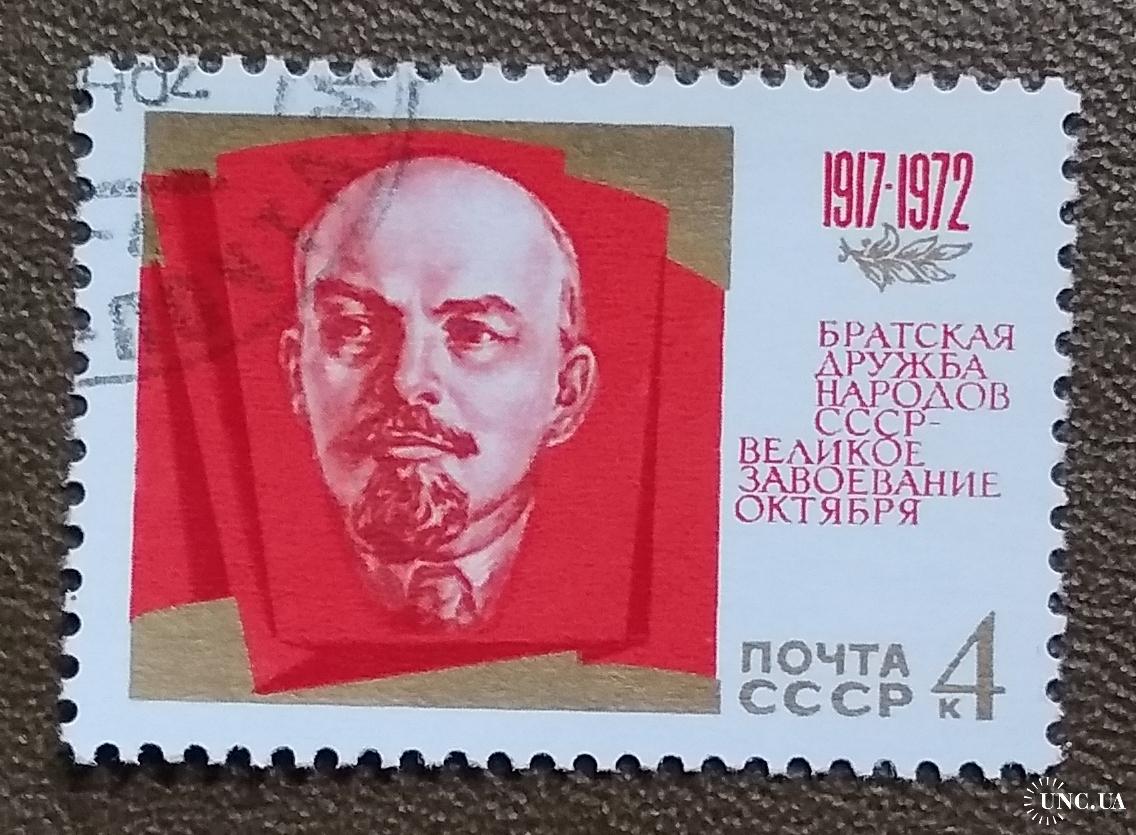 1917-1972
БРАТСКАЯ
ДРУЖБА
НАРОДОВ
СССР-
ВЕЛИКОЕ
ЗАВОЕВАНИЕ
ОКТЯБРЯ
ПОЧТА
СССР 4
к
UNC.UA